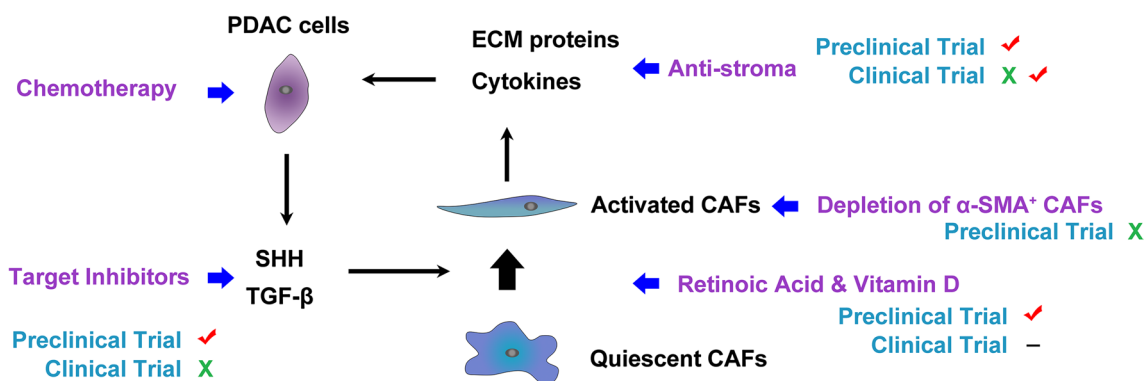 PDAC cells
Chemotherapy
ECM proteins
Cytokines
Anti-stroma
Preclinical Trial ✓
Clinical Trial X ✓
Activated CAFs
Depletion of α-SMA⁺ CAFs
Preclinical Trial X
Target Inhibitors
SHH
TGF-β
Preclinical Trial ✓
Clinical Trial X
Retinoic Acid & Vitamin D
Preclinical Trial ✓
Clinical Trial –
Quiescent CAFs